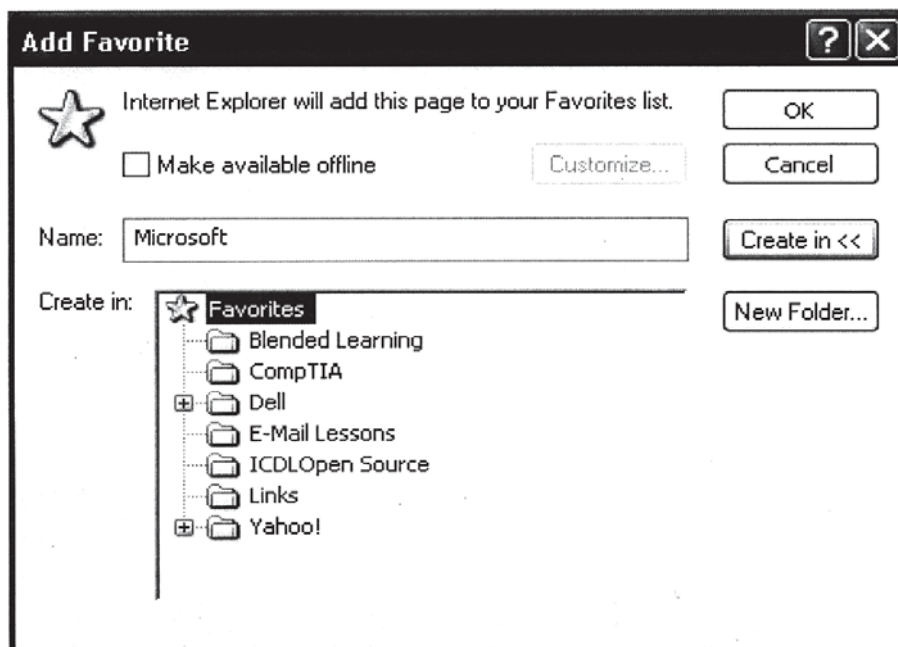 Add Favorite
Internet Explorer will add this page to your Favorites list.
OK
Make available offline
Customize...
Cancel
Name: Microsoft
Create in <<
Create in:
Favorites
New Folder...
Blended Learning
CompTIA
Dell
E-Mail Lessons
ICDLOpen Source
Links
Yahoo!